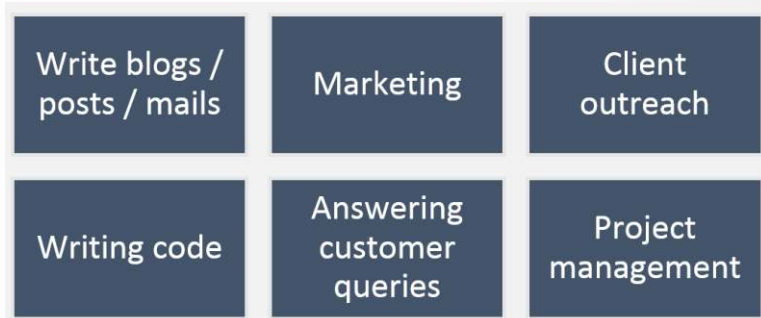 Write blogs /
posts / mails
Marketing
Client
outreach
Writing code
Answering
customer
queries
Project
management